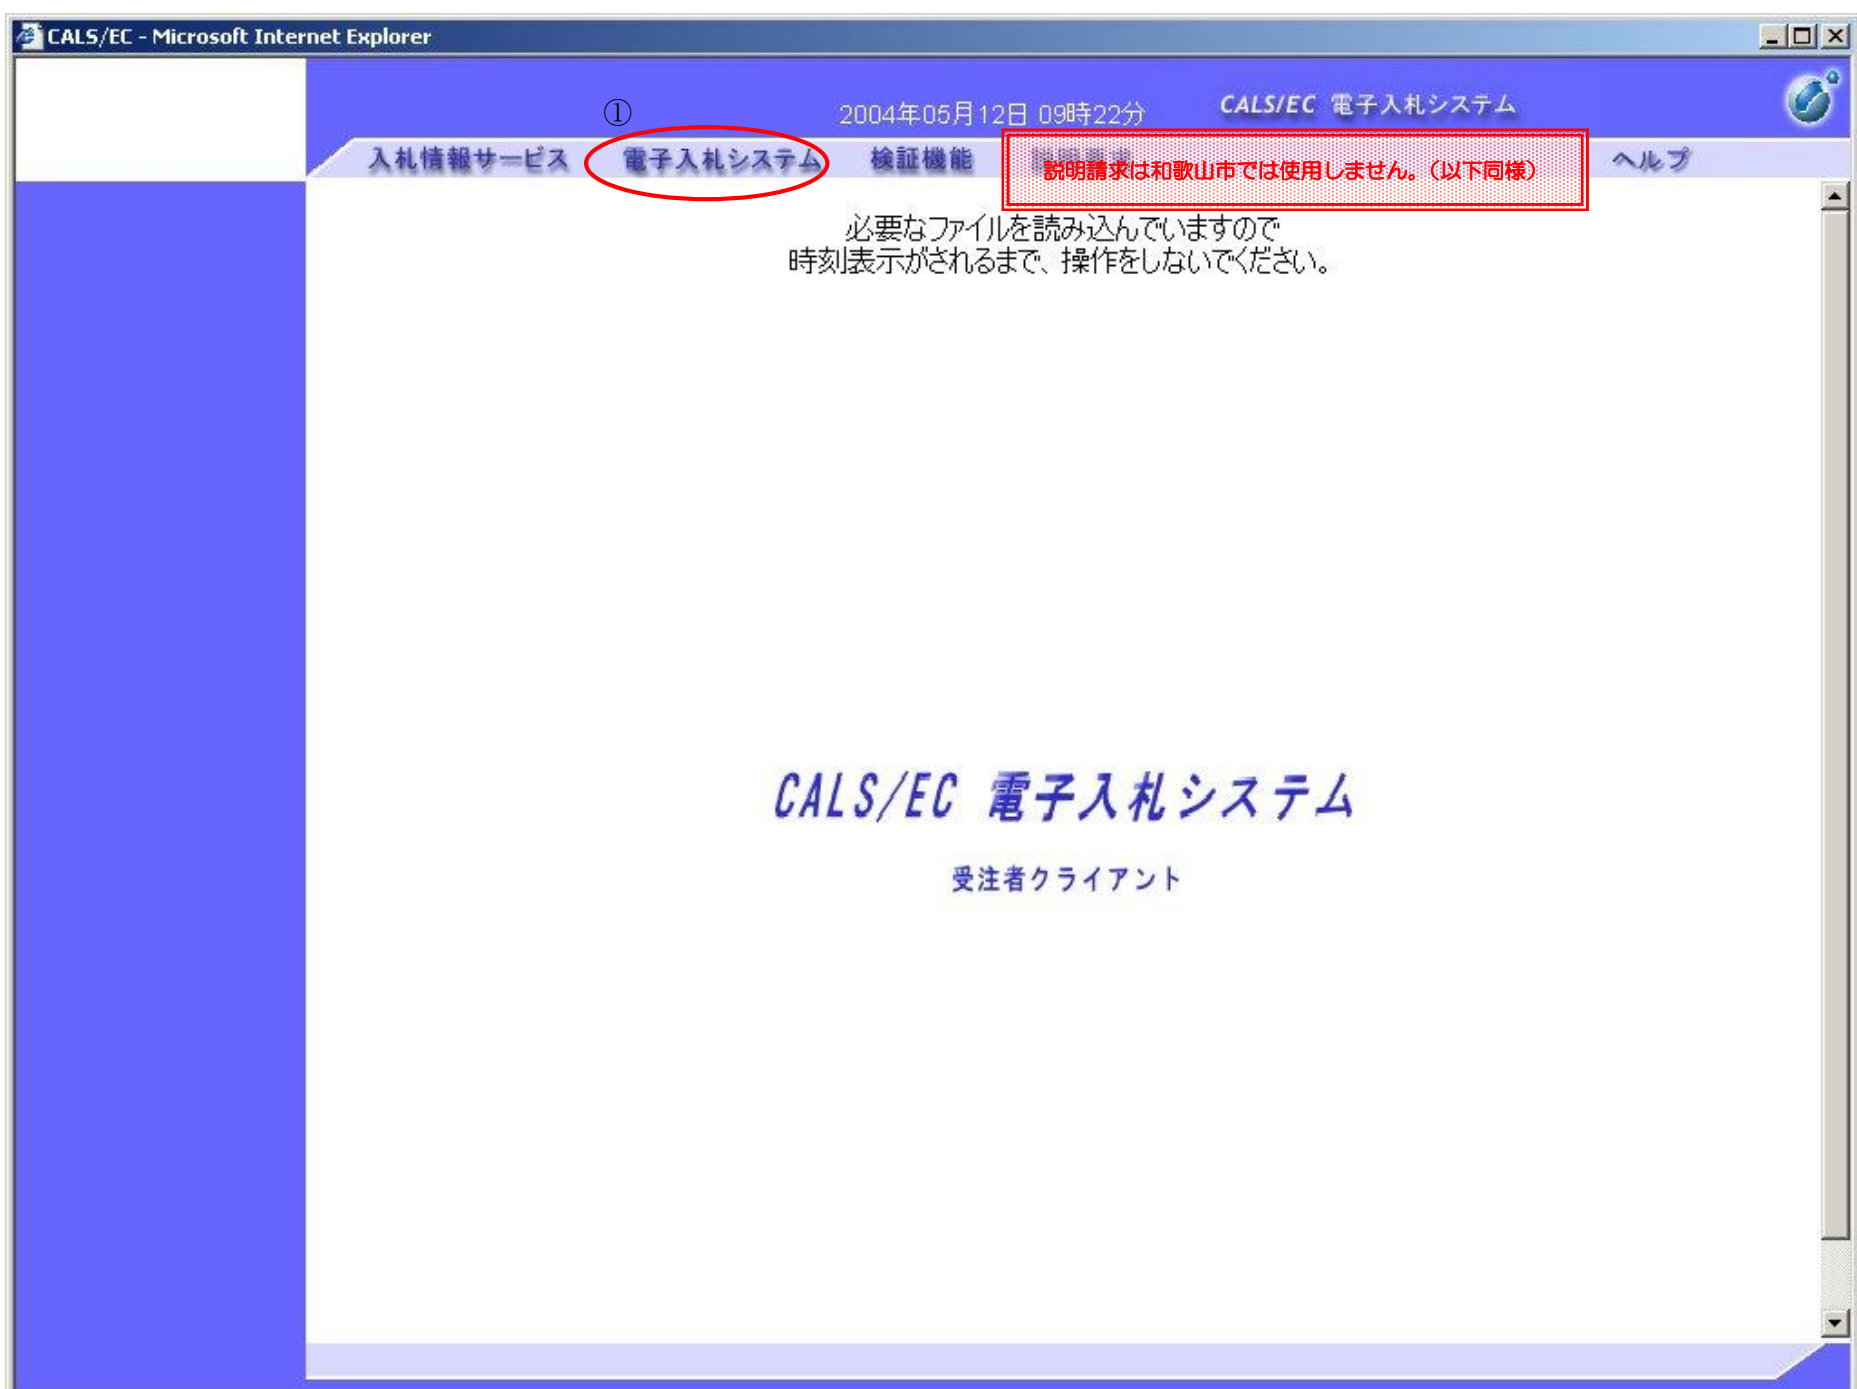 CALS/EC - Microsoft Internet Explorer
①
2004年05月12日 09時22分
CALS/EC 電子入札システム
入札情報サービス
電子入札システム
検証機能
説明請求は和歌山市では使用しません。（以下同様）
ヘルプ
必要なファイルを読み込んでいますので
時刻表示がされるまで、操作をしないでください。
CALS/EC 電子入札システム
受注者クライアント